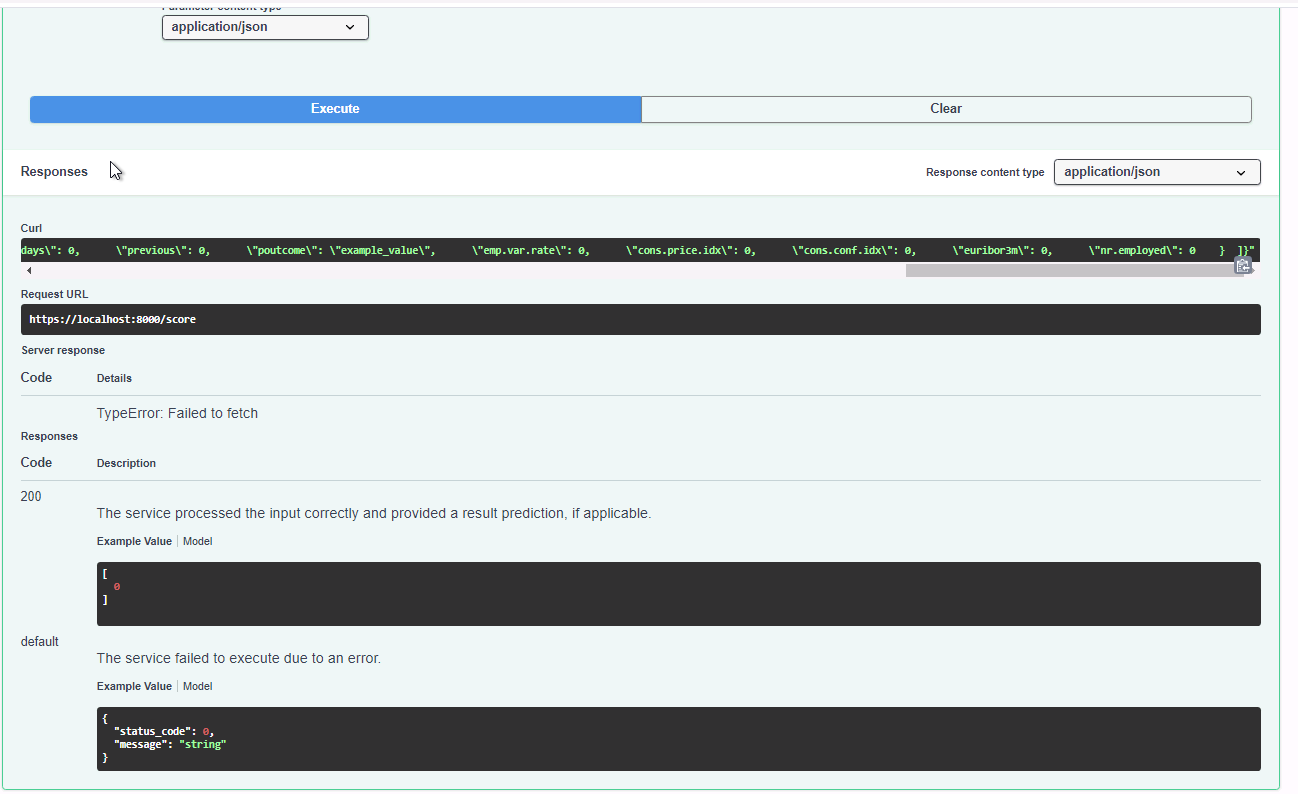 Parameter content type
application/json
Execute Clear
Responses Response content type application/json
Curl
days\": 0, \"previous\": 0, \"poutcome\": \"example_value\", \"emp.var.rate\": 0, \"cons.price.idx\": 0, \"cons.conf.idx\": 0, \"euribor3m\": 0, \"nr.employed\": 0 } ]}"
Request URL
https://localhost:8000/score
Server response
Code Details
TypeError: Failed to fetch
Responses
Code Description
200
The service processed the input correctly and provided a result prediction, if applicable.
Example Value | Model
[
0
]
default
The service failed to execute due to an error.
Example Value | Model
{
"status_code": 0,
"message": "string"
}